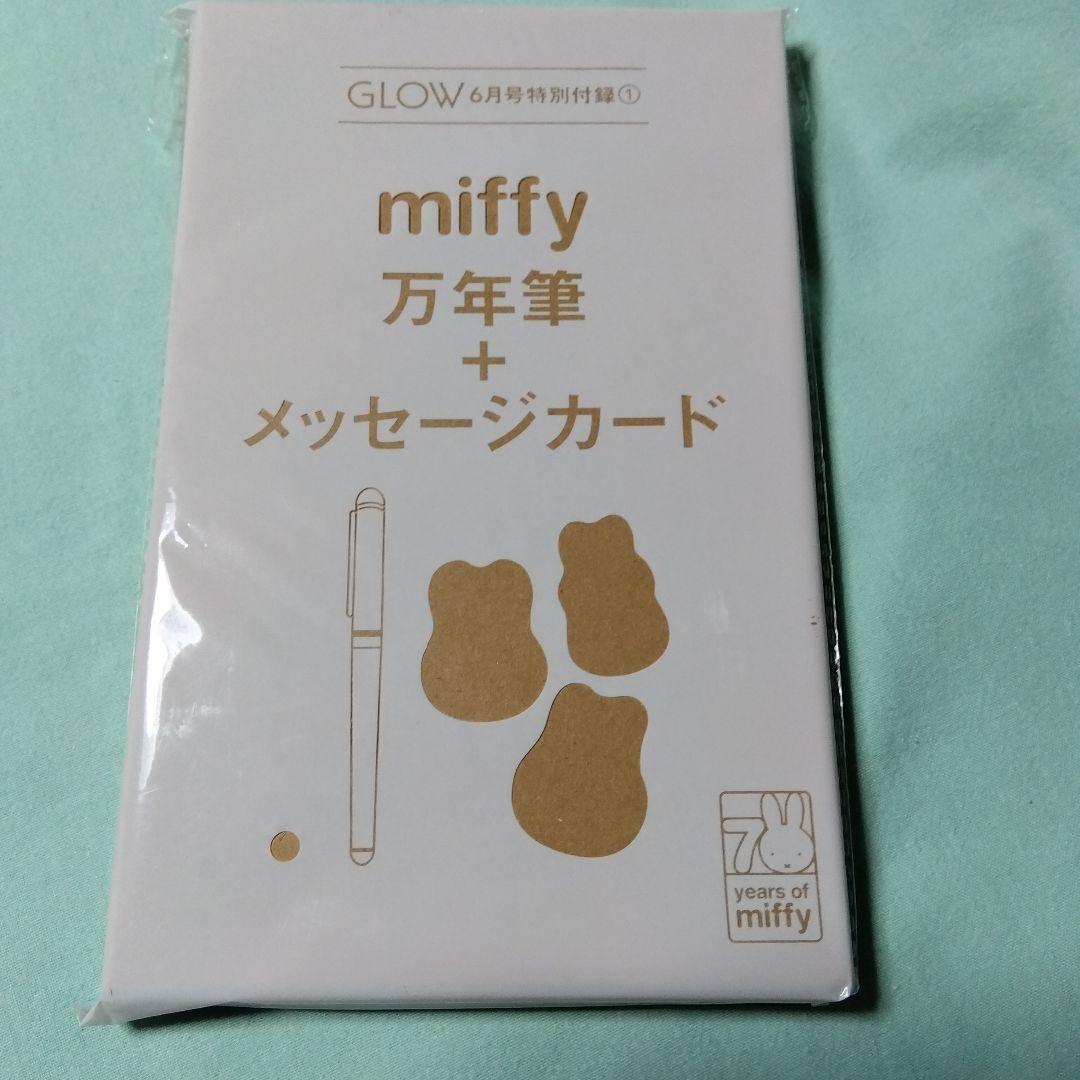 GLOW 6月号特別付録①
miffy
万年筆
+
メッセージカード
70
years of
miffy